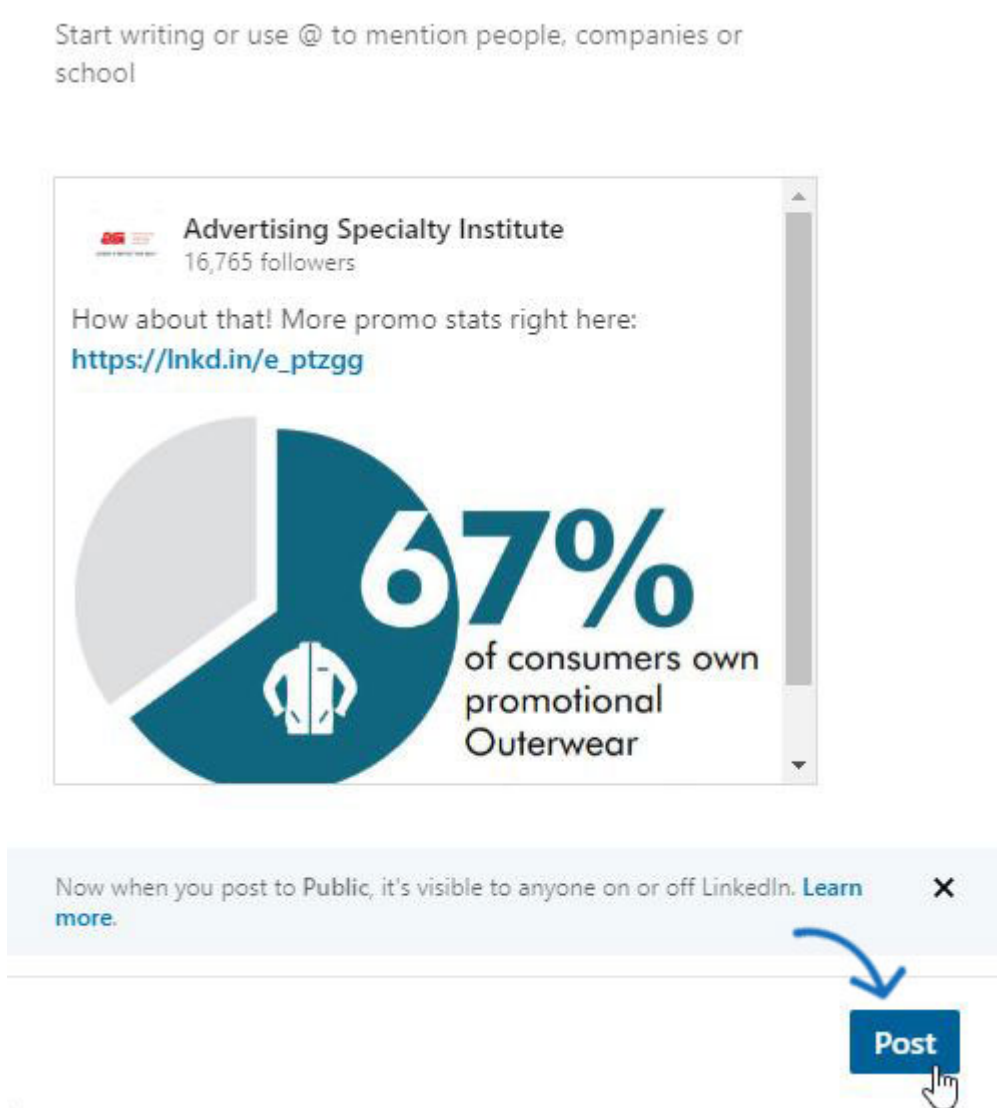 Start writing or use @ to mention people, companies or
school
asi
Advertising Specialty Institute
16,765 followers
How about that! More promo stats right here:
https://lnkd.in/e_ptzgg
67%
of consumers own
promotional
Outerwear
Now when you post to Public, it's visible to anyone on or off LinkedIn. Learn
more.
Post